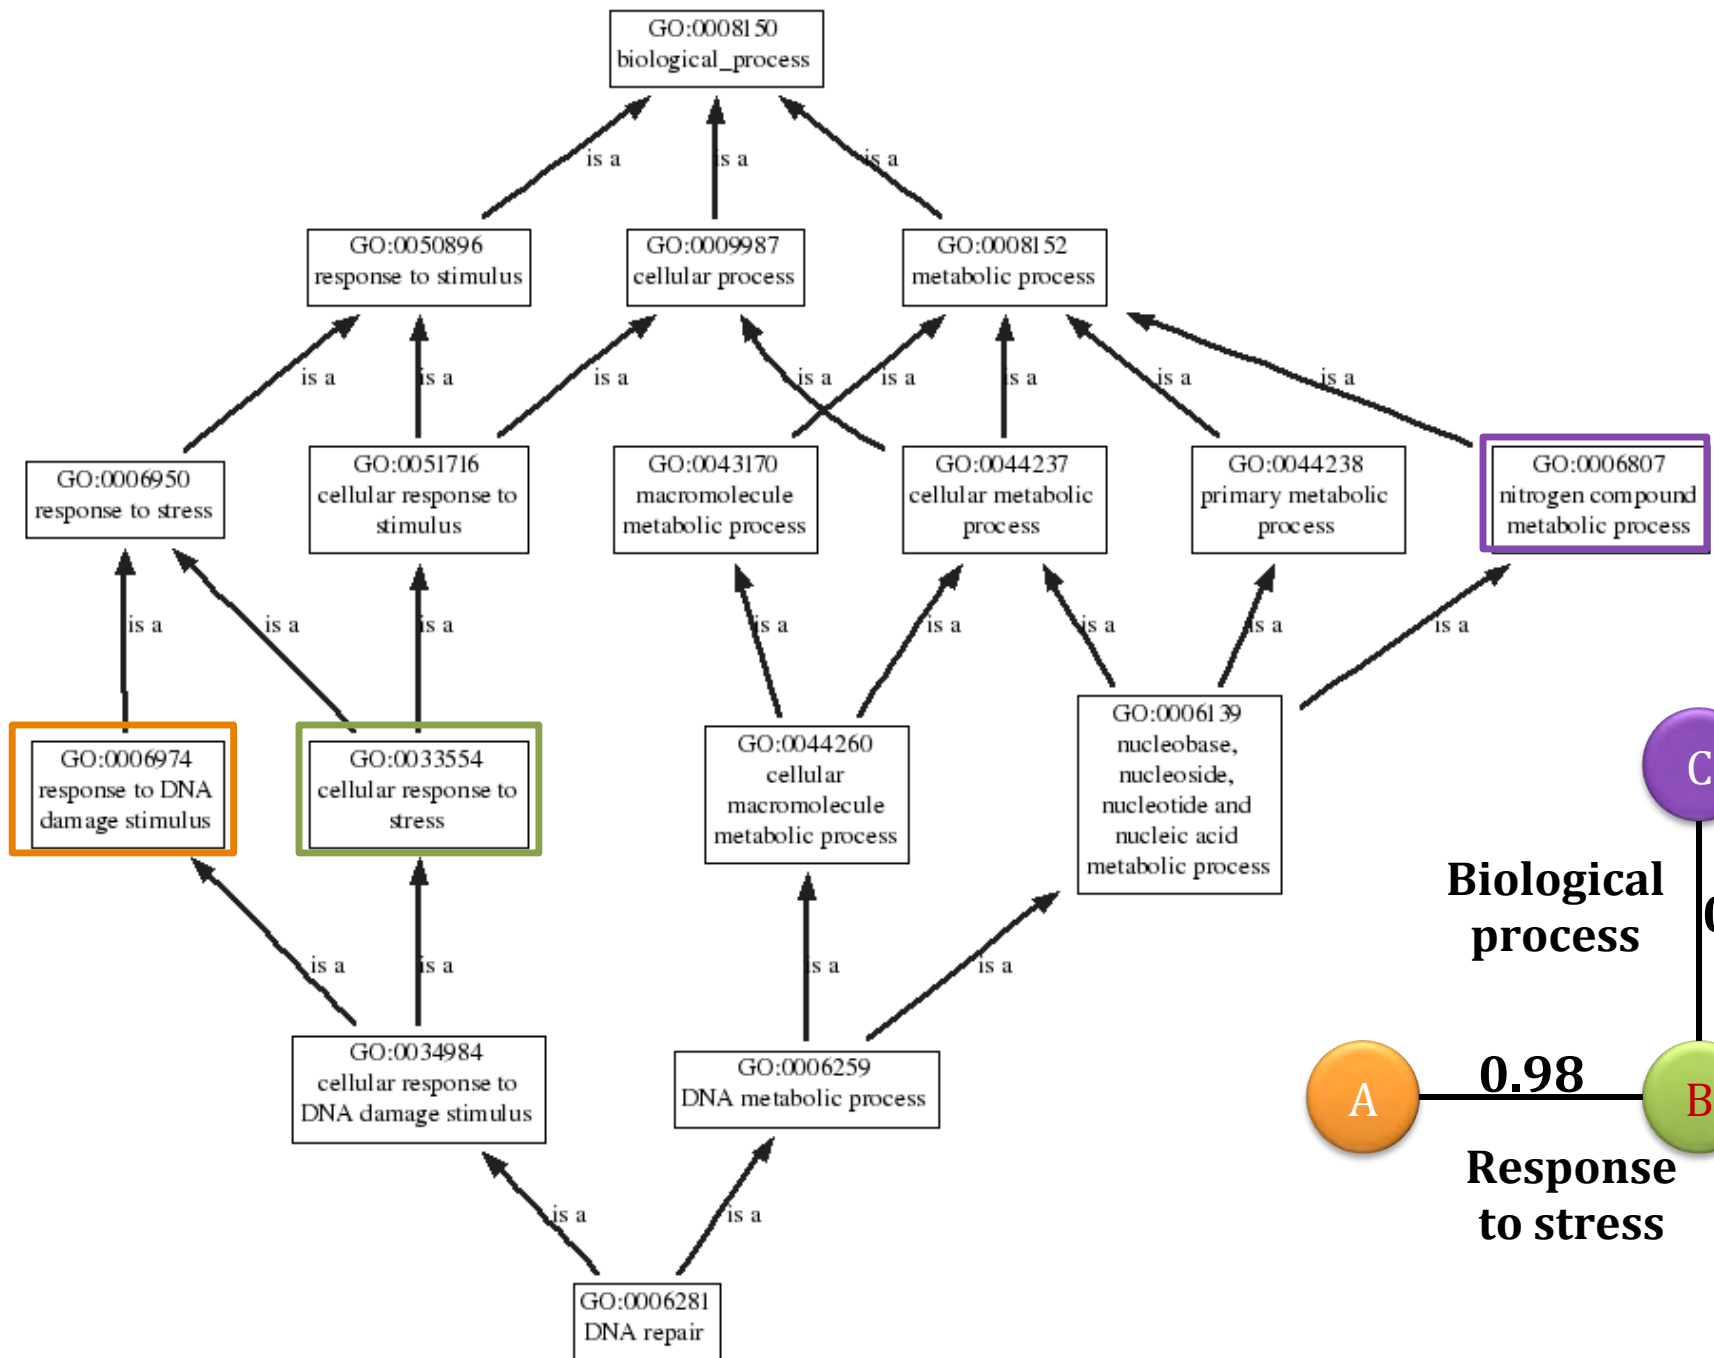 GO:0008150
biological_process
is a
is a
is a
GO:0050896
response to stimulus
GO:0009987
cellular process
GO:0008152
metabolic process
is a
is a
is a
is a
is a
is a
is a
is a
GO:0006950
response to stress
GO:0051716
cellular response to
stimulus
GO:0043170
macromolecule
metabolic process
GO:0044237
cellular metabolic
process
GO:0044238
primary metabolic
process
GO:0006807
nitrogen compound
metabolic process
is a
is a
is a
is a
is a
is a
is a
is a
GO:0006974
response to DNA
damage stimulus
GO:0033554
cellular response to
stress
GO:0044260
cellular
macromolecule
metabolic process
GO:0006139
nucleobase,
nucleoside,
nucleotide and
nucleic acid
metabolic process
C
Biological
process
is a
is a
is a
is a
GO:0034984
cellular response to
DNA damage stimulus
GO:0006259
DNA metabolic process
A
0.98
B
Response
to stress
is a
is a
GO:0006281
DNA repair